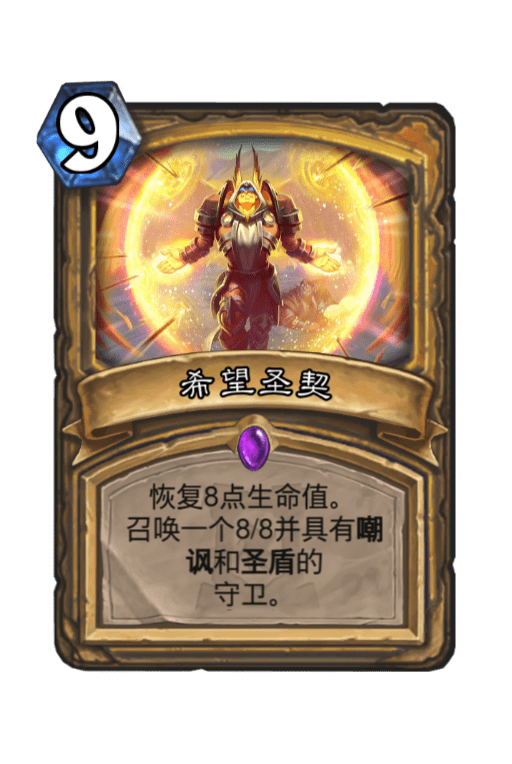 9
希望圣契
恢复8点生命值。
召唤一个8/8并具有嘲
讽和圣盾的
守卫。